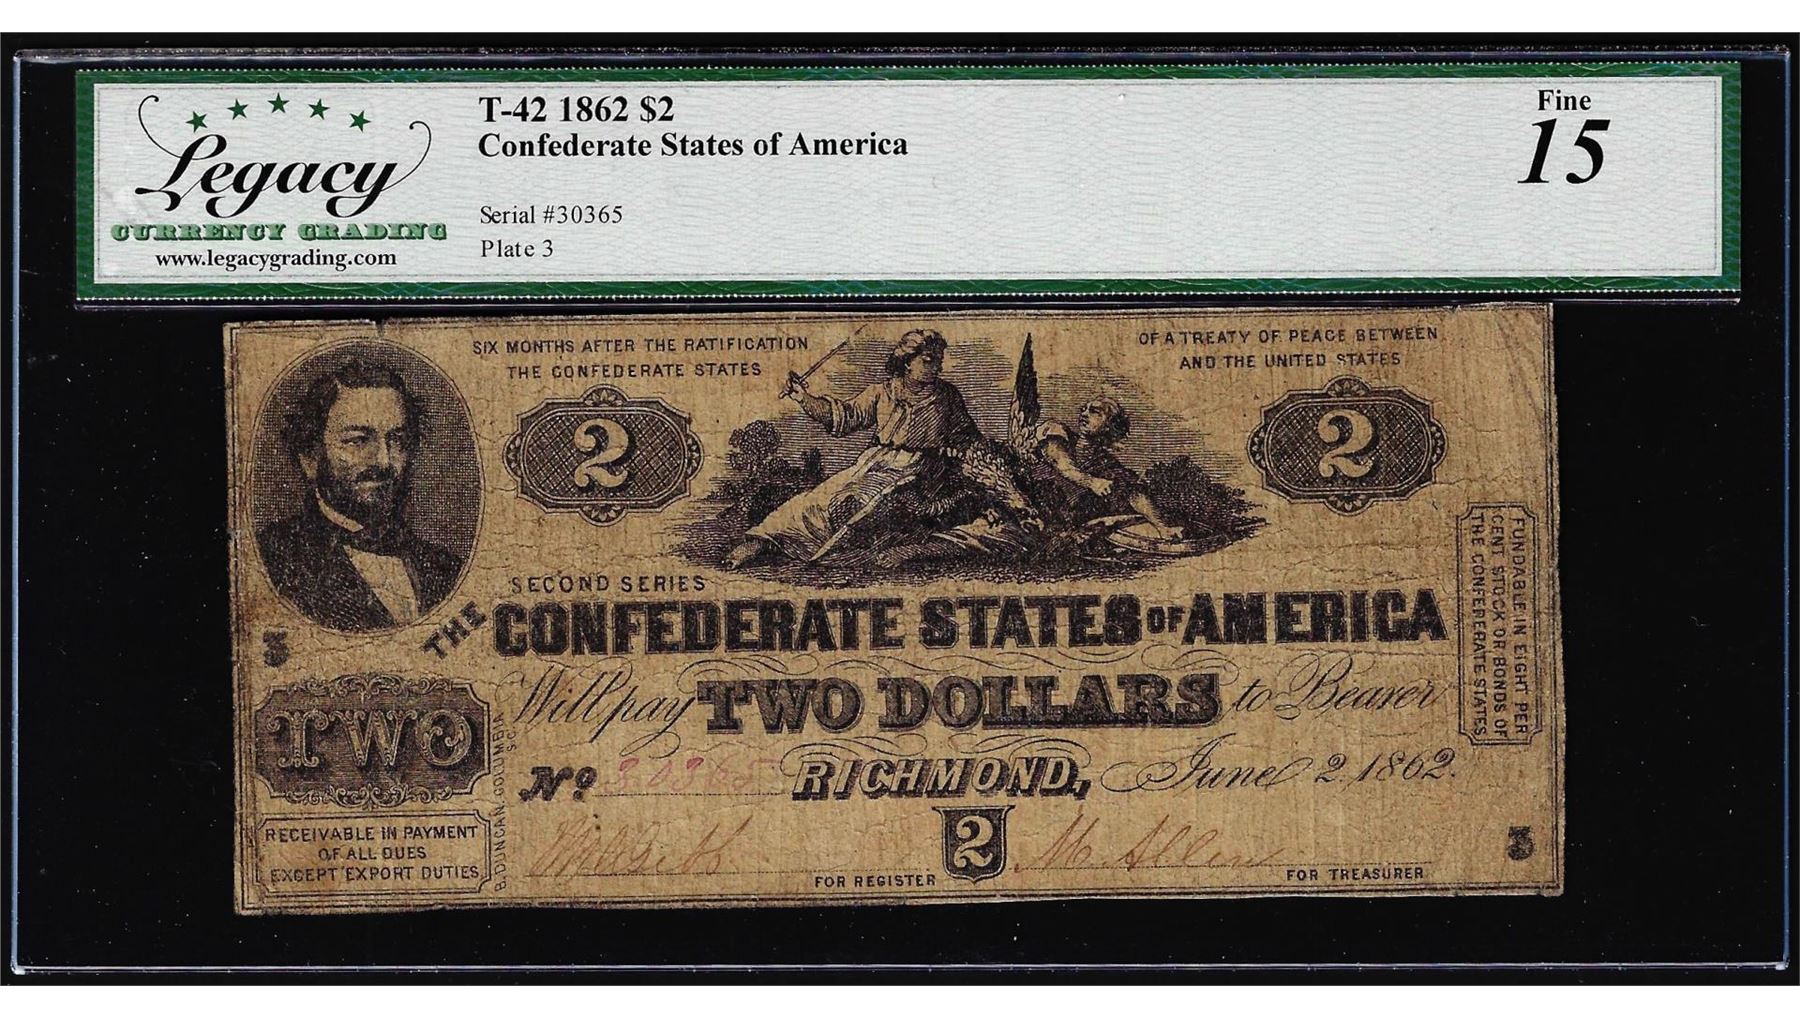 Legacy
CURRENCY GRADING
www.legacygrading.com
T-42 1862 $2
Confederate States of America
Serial #30365
Plate 3
Fine
15
SIX MONTHS AFTER THE RATIFICATION
THE CONFEDERATE STATES
OF A TREATY OF PEACE BETWEEN
AND THE UNITED STATES
2
2
SECOND SERIES
THE CONFEDERATE STATES OF AMERICA
3
Will pay TWO DOLLARS to Bearer
TWO
No 30365 RICHMOND, June 2, 1862.
RECEIVABLE IN PAYMENT
OF ALL DUES
EXCEPT EXPORT DUTIES
B. DUNCAN, COLUMBIA
S.C.
2
M. Allen
FOR REGISTER
FOR TREASURER
3
FUNDABLE IN EIGHT PER
CENT STOCK OR BONDS OF
THE CONFEDERATE STATES